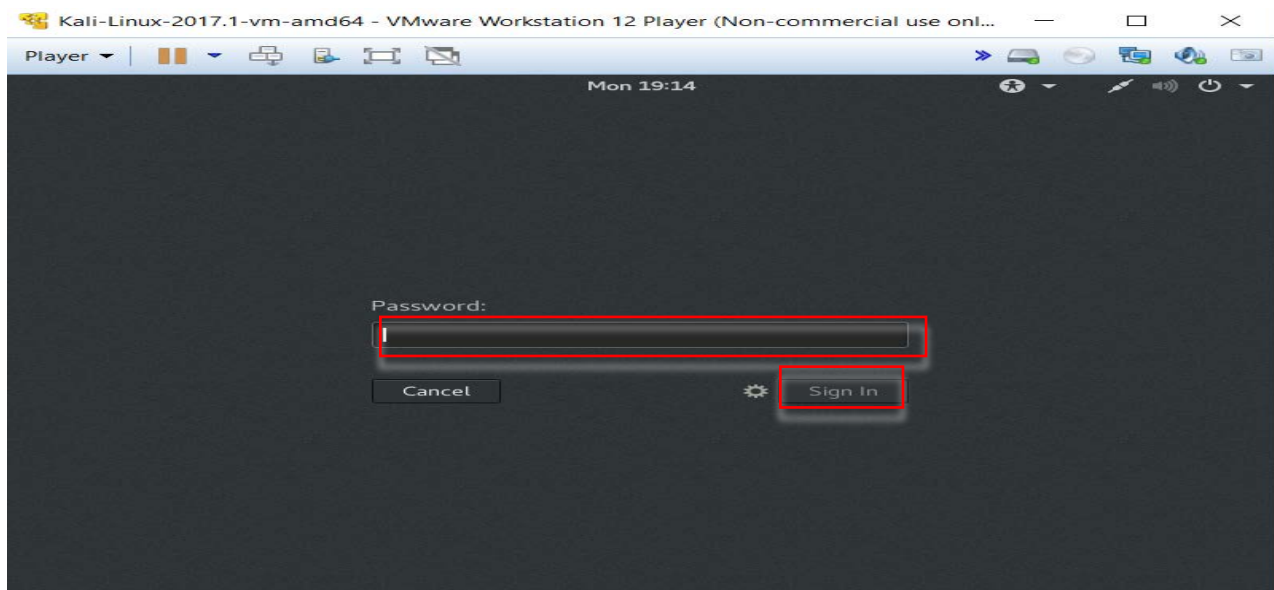 Kali-Linux-2017.1-vm-amd64 - VMware Workstation 12 Player (Non-commercial use onl...
Player
Mon 19:14
Password:
Cancel
Sign In